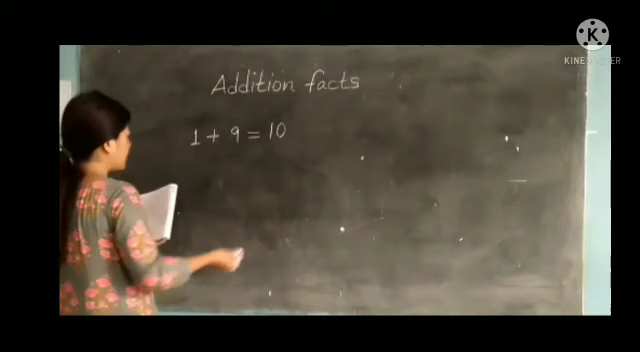 KINEMASTER
Addition facts
1 + 9 = 10